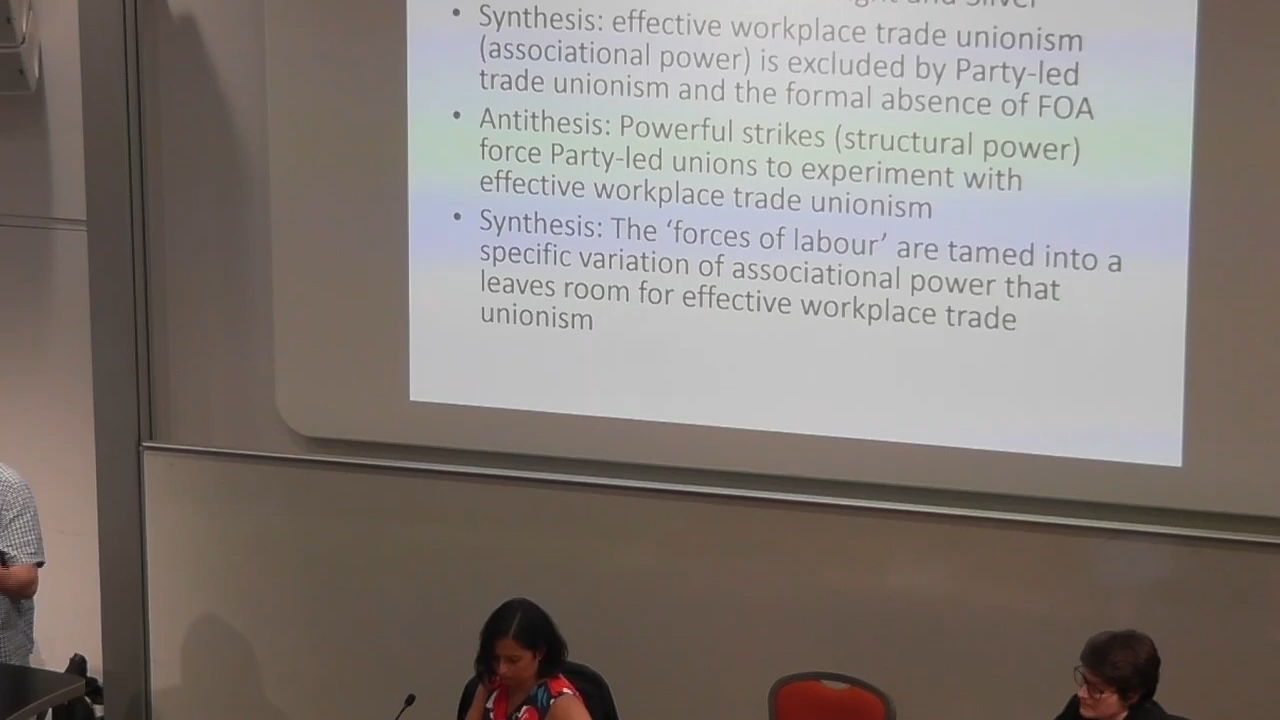 and Silver
• Synthesis: effective workplace trade unionism
(associational power) is excluded by Party-led
trade unionism and the formal absence of FOA
• Antithesis: Powerful strikes (structural power)
force Party-led unions to experiment with
effective workplace trade unionism
• Synthesis: The ‘forces of labour’ are tamed into a
specific variation of associational power that
leaves room for effective workplace trade
unionism